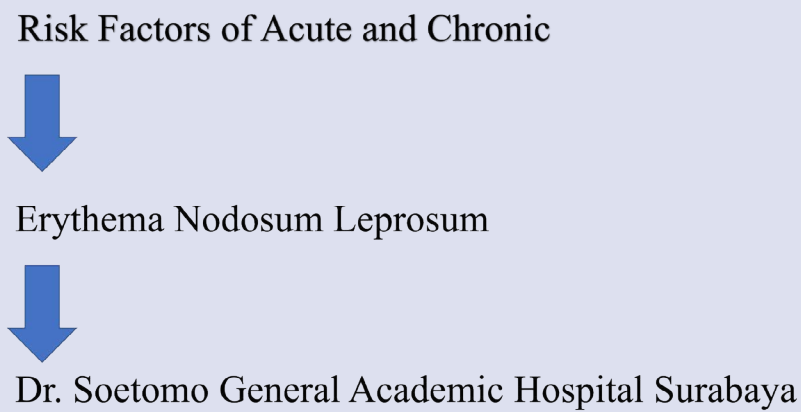 Risk Factors of Acute and Chronic
Erythema Nodosum Leprosum
Dr. Soetomo General Academic Hospital Surabaya